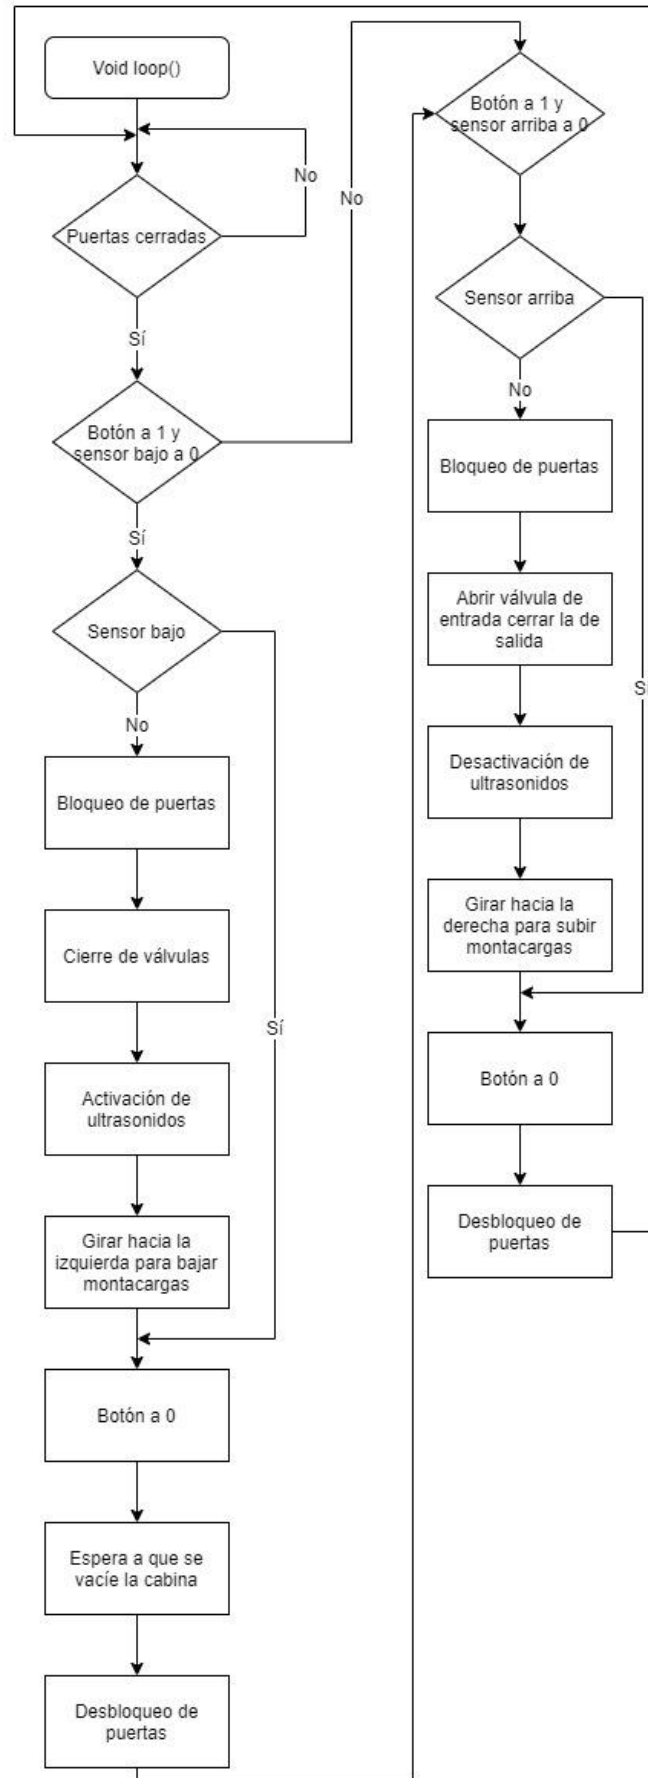 Void loop()
No
Puertas cerradas
Sí
Botón a 1 y
sensor bajo a 0
No
Sí
Sensor bajo
No
Bloqueo de puertas
Cierre de válvulas
Sí
Activación de
ultrasonidos
Girar hacia la
izquierda para bajar
montacargas
Botón a 0
Espera a que se
vacíe la cabina
Desbloqueo de
puertas
Botón a 1 y
sensor arriba a 0
Sensor arriba
No
Bloqueo de puertas
Abrir válvula de
entrada cerrar la de
salida
Sí
Desactivación de
ultrasonidos
Girar hacia la
derecha para subir
montacargas
Botón a 0
Desbloqueo de
puertas